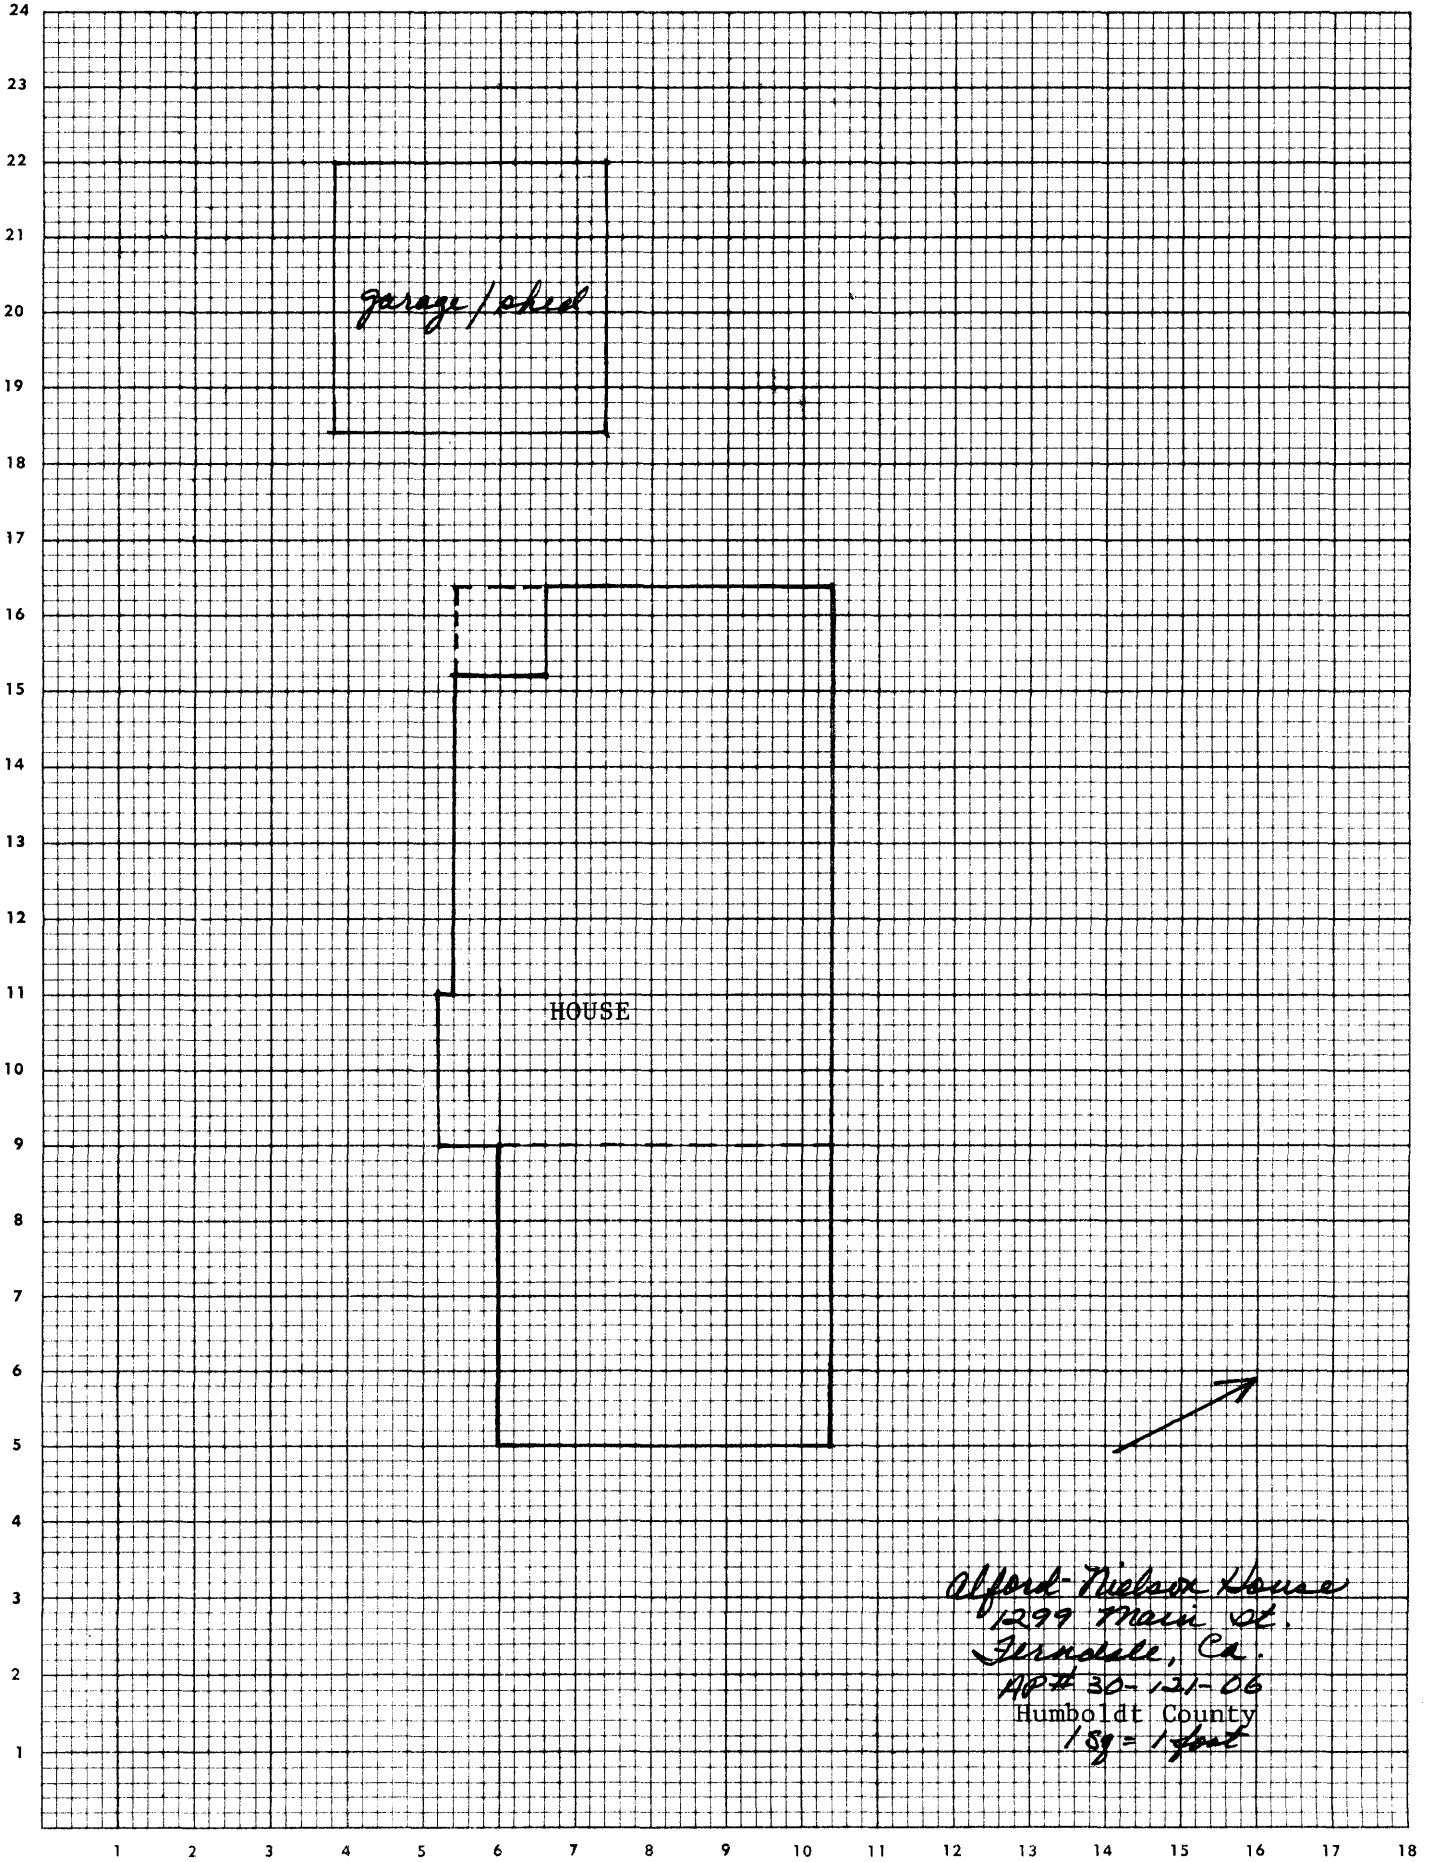 24
23
22
21
garage / shed
20
19
18
17
16
15
14
13
12
11
HOUSE
10
9
8
7
6
5
4
Alford-Nielson House
3
1299 Main St.
Ferndale, Ca.
2
AP# 30-121-06
Humboldt County
1 sq = 1 foot
1
1 2 3 4 5 6 7 8 9 10 11 12 13 14 15 16 17 18